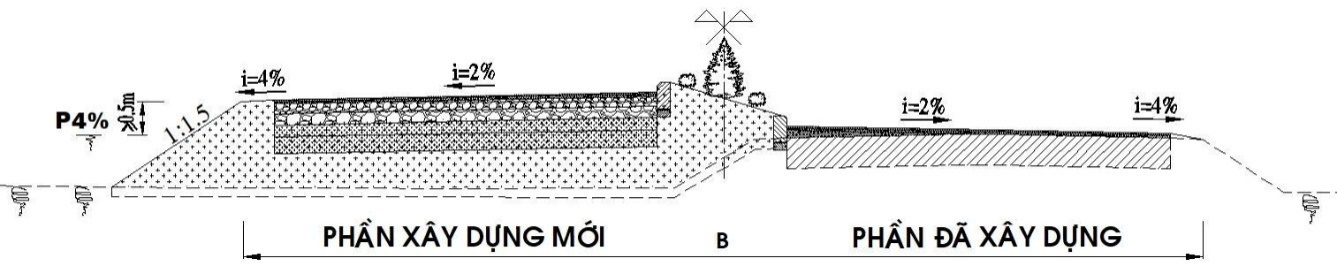 i=4%
i=2%
P4%
≥0,5m
1:1,5
i=2%
i=4%
PHẦN XÂY DỰNG MỚI
B
PHẦN ĐÃ XÂY DỰNG